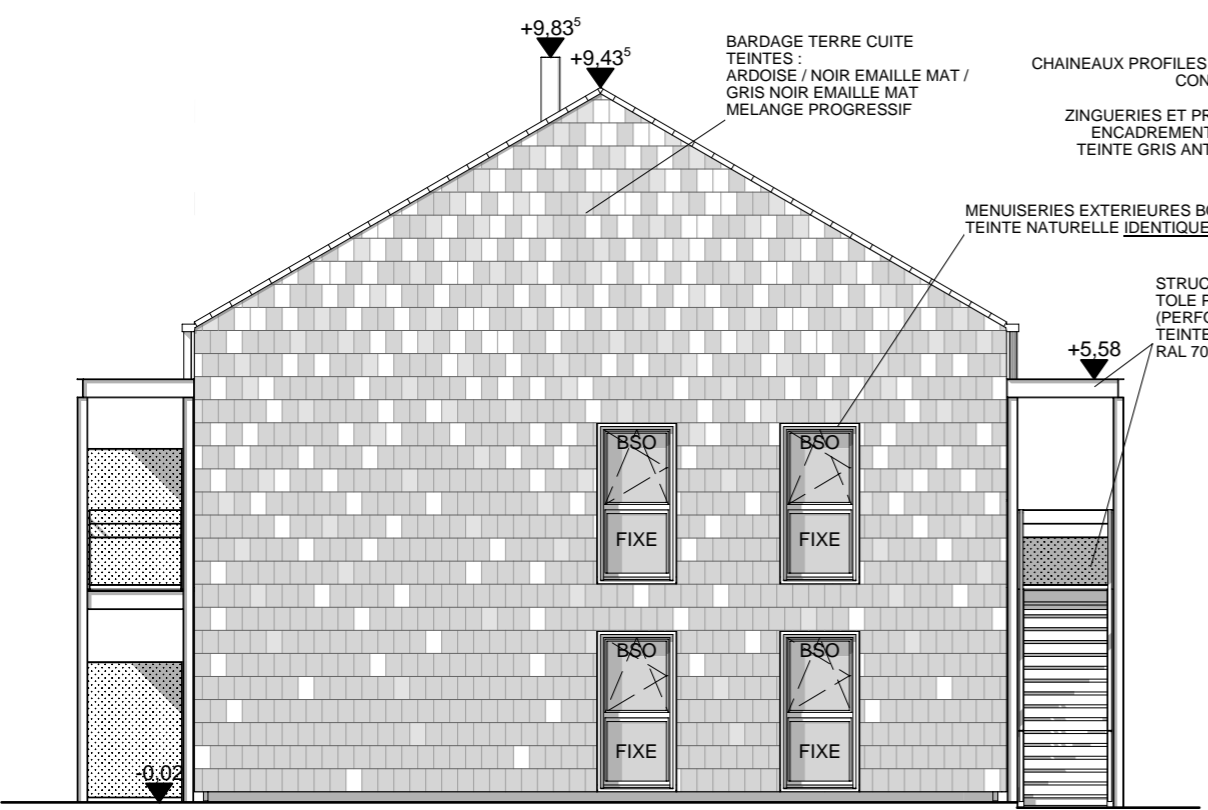 +9,83⁵
+9,43⁵
BARDAGE TERRE CUITE
TEINTES :
ARDOISE / NOIR EMAILLE MAT /
GRIS NOIR EMAILLE MAT
MELANGE PROGRESSIF
CHAINEAUX PROFILES
CON
ZINGUERIES ET PR
ENCADREMENT
TEINTE GRIS ANT
MENUISERIES EXTERIEURES BO
TEINTE NATURELLE IDENTIQUE
STRUC
TOLE P
(PERFO
TEINTE
RAL 70
+5,58
BSO
BSO
FIXE
FIXE
BSO
BSO
FIXE
FIXE
-0,02